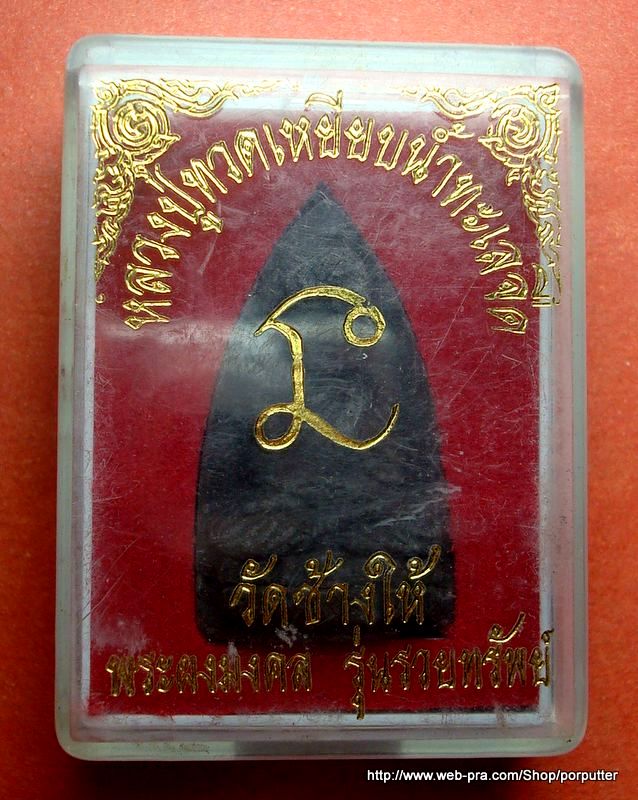 หลวงปู่ทวดเหยียบน้ำทะเลจืด
วัดช้างให้
พระผงมงคล รุ่นรวยทรัพย์
http://www.web-pra.com/Shop/porputter